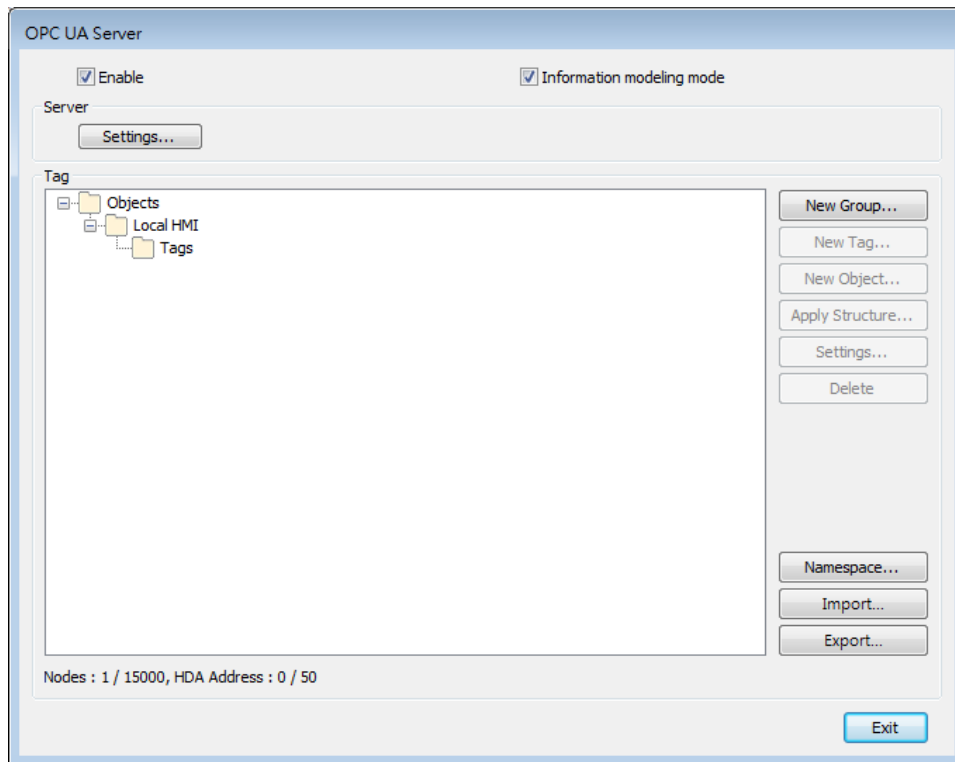 OPC UA Server
Enable
Information modeling mode
Server
Settings...
Tag
Objects
Local HMI
Tags
New Group...
New Tag...
New Object...
Apply Structure...
Settings...
Delete
Namespace...
Import...
Export...
Nodes : 1 / 15000, HDA Address : 0 / 50
Exit